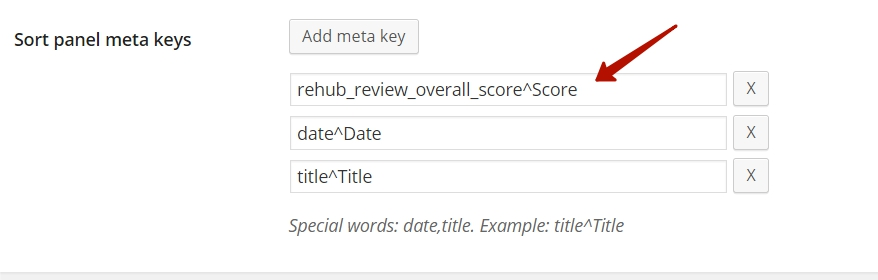 Sort panel meta keys
Add meta key
rehub_review_overall_score^Score
X
date^Date
X
title^Title
X
Special words: date,title. Example: title^Title